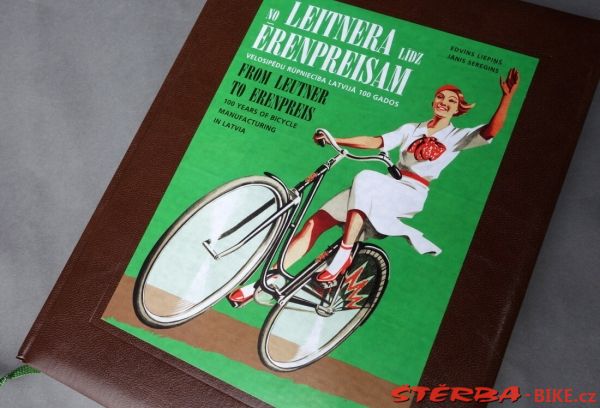 NO LEITNERA LĪDZ
ĒRENPREISAM
VELOSIPĒDU RŪPNIECĪBA LATVIJĀ 100 GADOS
FROM LEUTNER
TO ERENPREIS
100 YEARS OF BICYCLE
MANUFACTURING
IN LATVIA
EDVĪNS LIEPIŅŠ
JĀNIS SEREGINS
STĚRBA-BIKE.cz